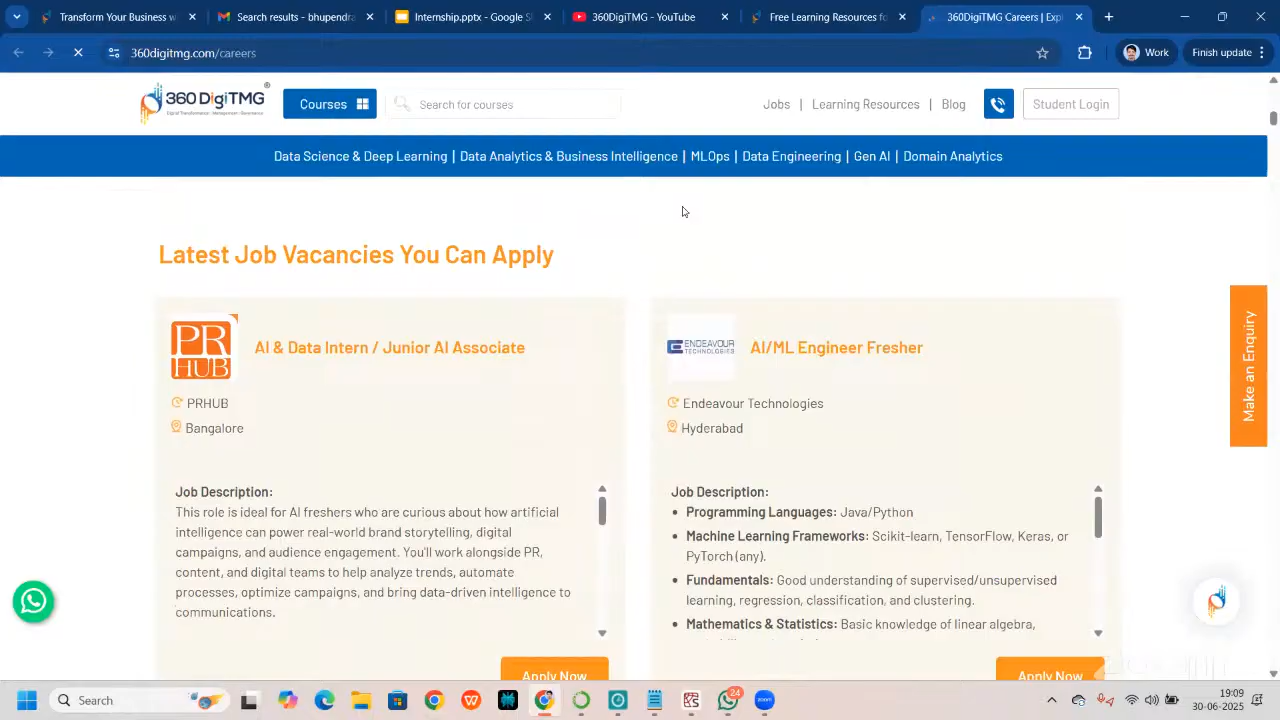 Transform Your Business w
Search results - bhupendra
Internship.pptx - Google S
360DigiTMG - YouTube
Free Learning Resources fo
360DigiTMG Careers | Exp
360digitmg.com/careers
Work
Finish update
360DigiTMG
Courses
Search for courses
Jobs | Learning Resources | Blog
Student Login
Data Science & Deep Learning | Data Analytics & Business Intelligence | MLOps | Data Engineering | Gen AI | Domain Analytics
Latest Job Vacancies You Can Apply
PR
HUB
AI & Data Intern / Junior AI Associate
PRHUB
Bangalore
Job Description:
This role is ideal for AI freshers who are curious about how artificial
intelligence can power real-world brand storytelling, digital
campaigns, and audience engagement. You'll work alongside PR,
content, and digital teams to help analyze trends, automate
processes, optimize campaigns, and bring data-driven intelligence to
communications.
Apply Now
ENDEAVOUR
TECHNOLOGIES
AI/ML Engineer Fresher
Endeavour Technologies
Hyderabad
Job Description:
• Programming Languages: Java/Python
• Machine Learning Frameworks: Scikit-learn, TensorFlow, Keras, or
PyTorch (any).
• Fundamentals: Good understanding of supervised/unsupervised
learning, regression, classification, and clustering.
• Mathematics & Statistics: Basic knowledge of linear algebra,
Apply Now
Make an Enquiry
Search
24
19:09
30-06-2025